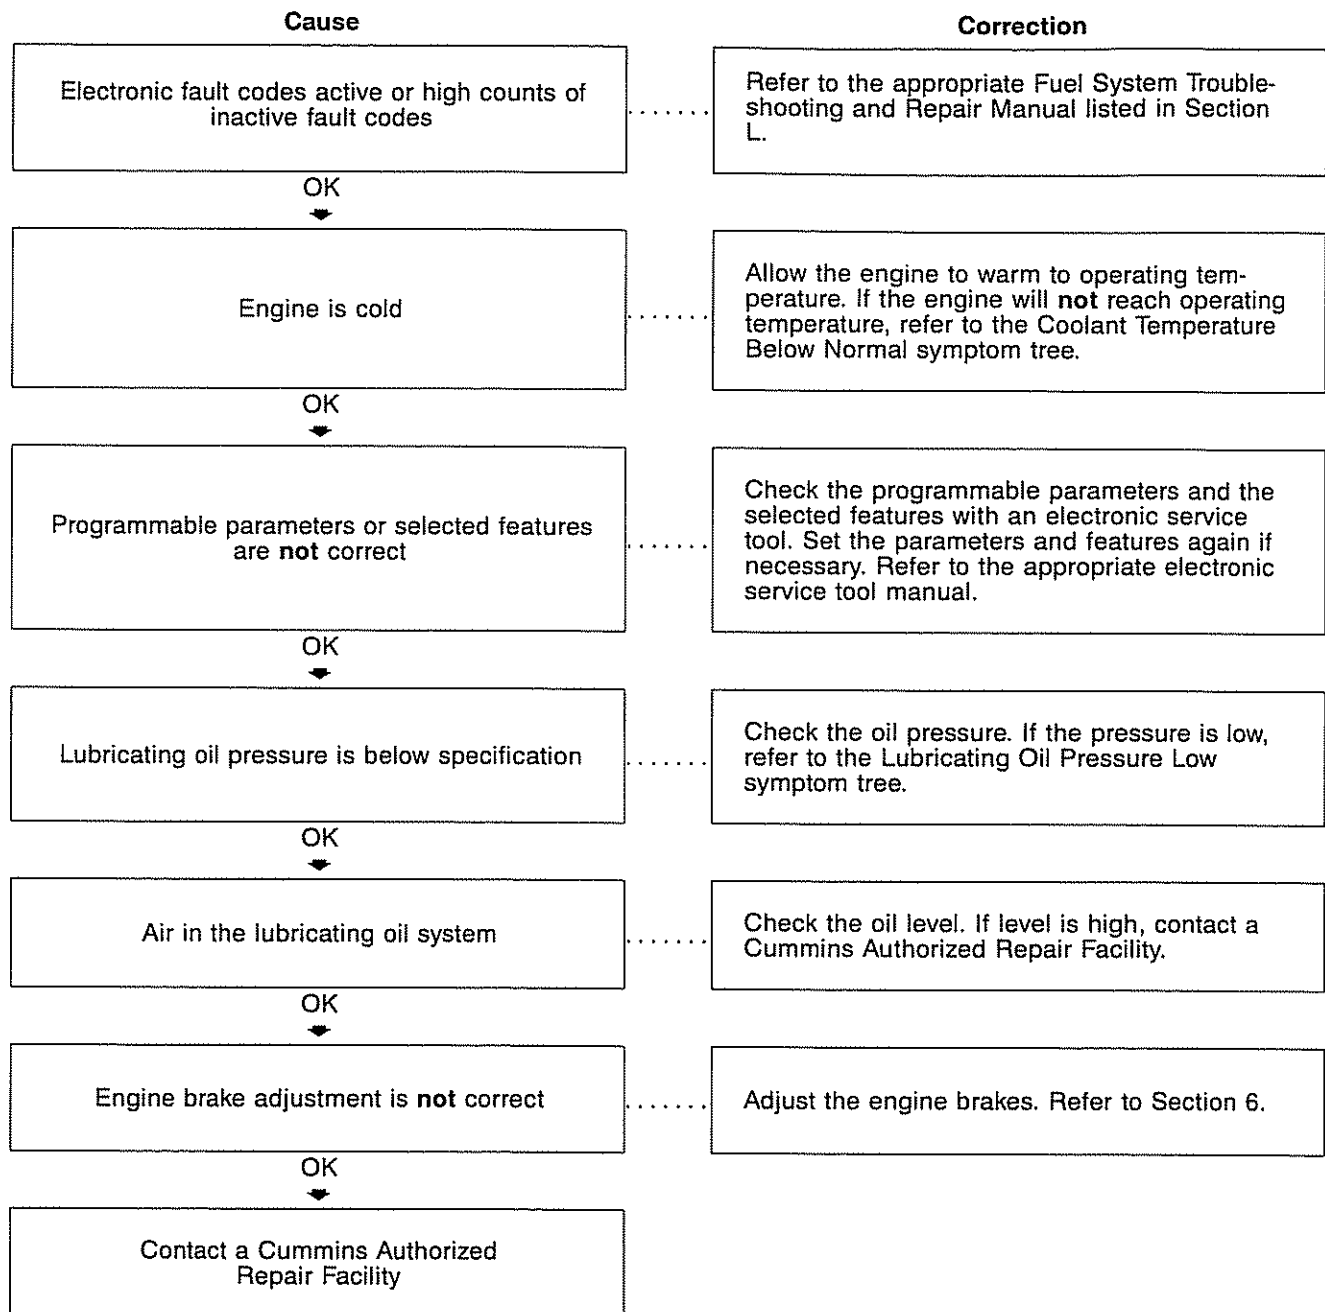 Cause
Correction
Electronic fault codes active or high counts of
inactive fault codes
Refer to the appropriate Fuel System Trouble-
shooting and Repair Manual listed in Section
L.
OK
Engine is cold
Allow the engine to warm to operating tem-
perature. If the engine will not reach operating
temperature, refer to the Coolant Temperature
Below Normal symptom tree.
OK
Programmable parameters or selected features
are not correct
Check the programmable parameters and the
selected features with an electronic service
tool. Set the parameters and features again if
necessary. Refer to the appropriate electronic
service tool manual.
OK
Lubricating oil pressure is below specification
Check the oil pressure. If the pressure is low,
refer to the Lubricating Oil Pressure Low
symptom tree.
OK
Air in the lubricating oil system
Check the oil level. If level is high, contact a
Cummins Authorized Repair Facility.
OK
Engine brake adjustment is not correct
Adjust the engine brakes. Refer to Section 6.
OK
Contact a Cummins Authorized
Repair Facility